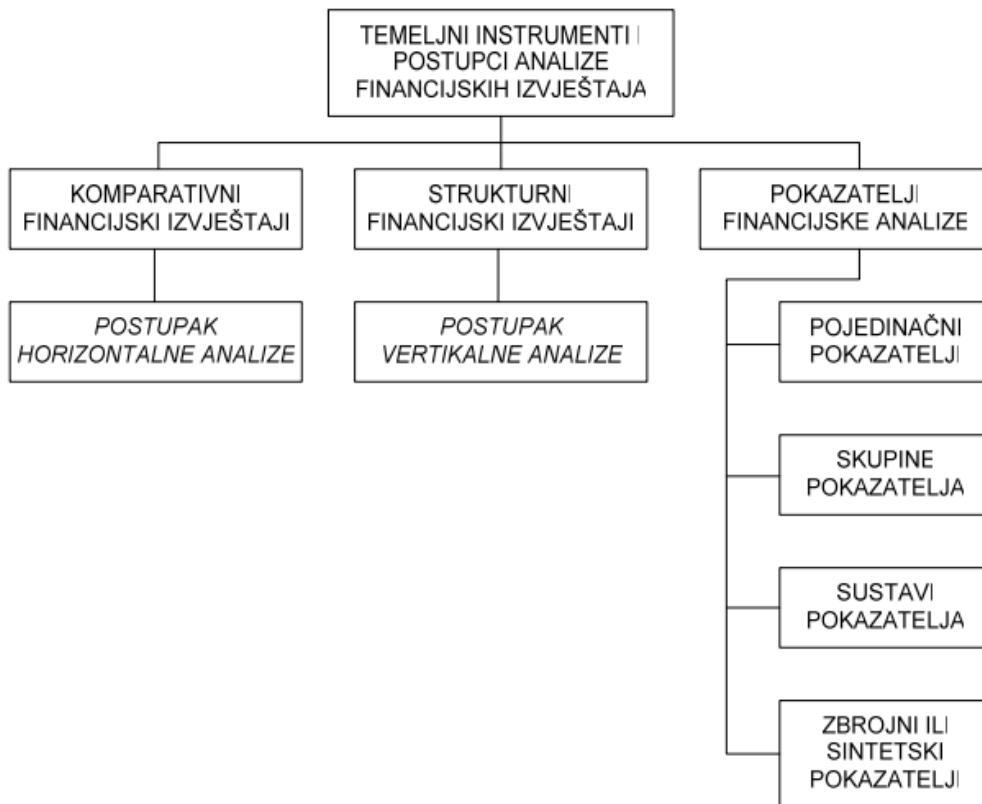 TEMELJNI INSTRUMENTI I
POSTUPCI ANALIZE
FINANCIJSKIH IZVJEŠTAJA
KOMPARATIVNI
FINANCIJSKI IZVJEŠTAJI
STRUKTURNI
FINANCIJSKI IZVJEŠTAJI
POKAZATELJI
FINANCIJSKE ANALIZE
POSTUPAK
HORIZONTALNE ANALIZE
POSTUPAK
VERTIKALNE ANALIZE
POJEDINAČNI
POKAZATELJI
SKUPINE
POKAZATELJA
SUSTAVI
POKAZATELJA
ZBROJNI ILI
SINTETSKI
POKAZATELJI